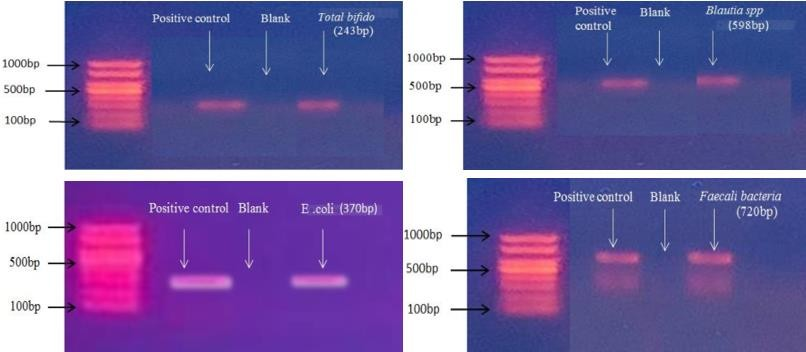 Positive control Blank Total bifido
(243bp)
1000bp
500bp
100bp
Positive
control Blank Blautia spp
(598bp)
1000bp
500bp
100bp
Positive control Blank E .coli (370bp)
1000bp
500bp
100bp
Positive control Blank Faecali bacteria
(720bp)
1000bp
500bp
100bp